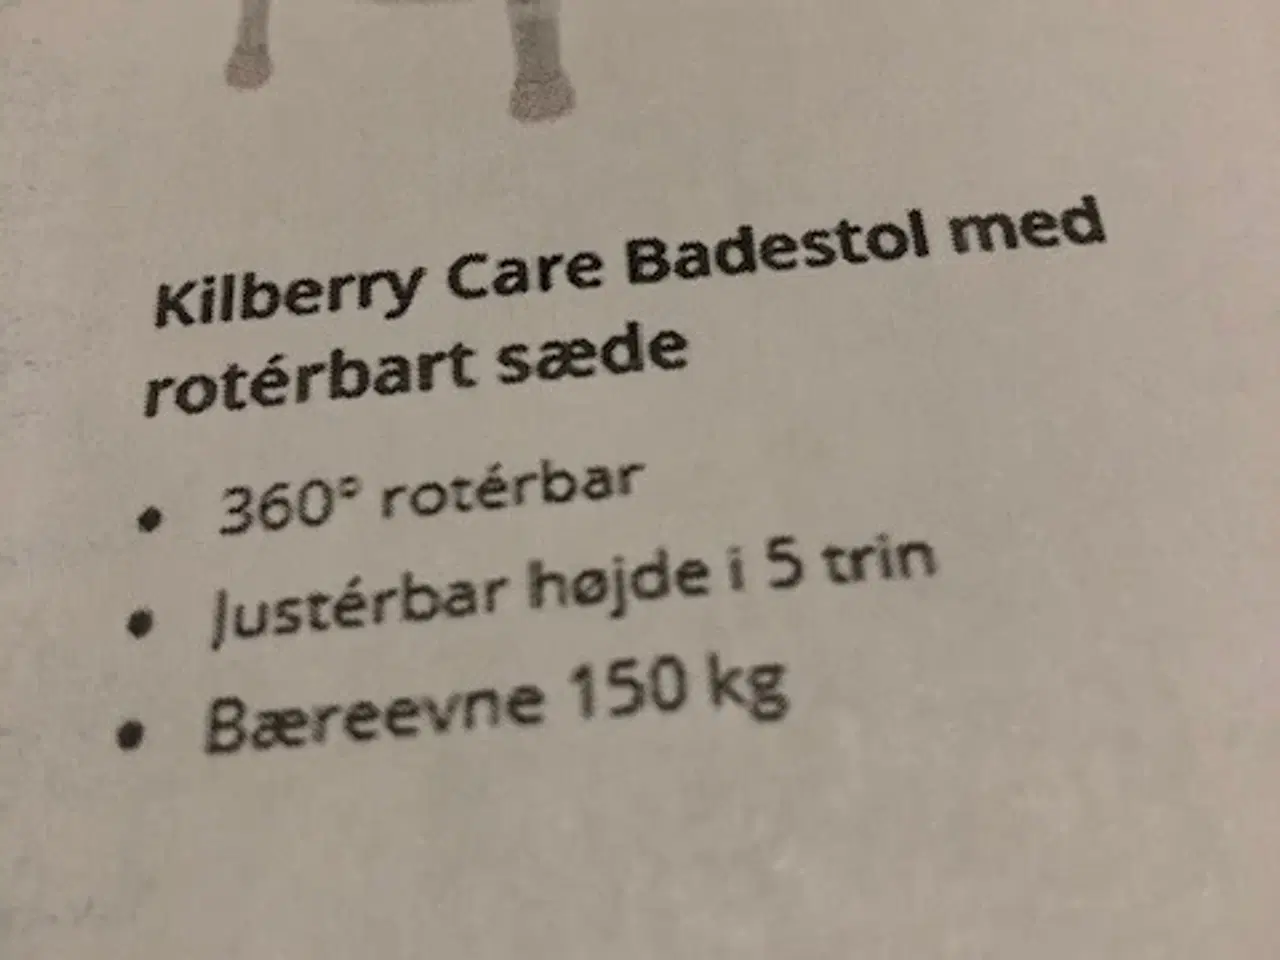 Kilberry Care Badestol med
rotérbart sæde
• 360° rotérbar
• Justérbar højde i 5 trin
• Bæreevne 150 kg